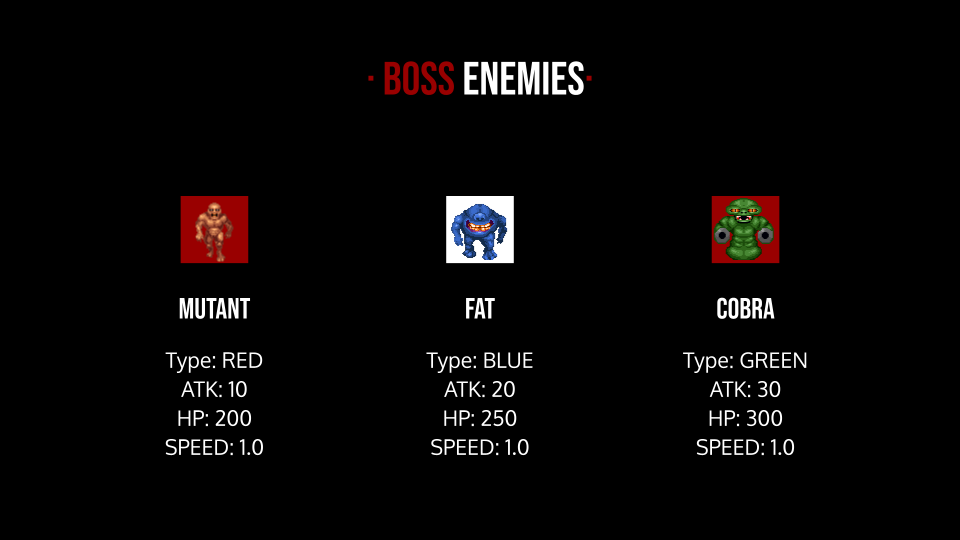 · BOSS ENEMIES·
MUTANT
Type: RED
ATK: 10
HP: 200
SPEED: 1.0
FAT
Type: BLUE
ATK: 20
HP: 250
SPEED: 1.0
COBRA
Type: GREEN
ATK: 30
HP: 300
SPEED: 1.0